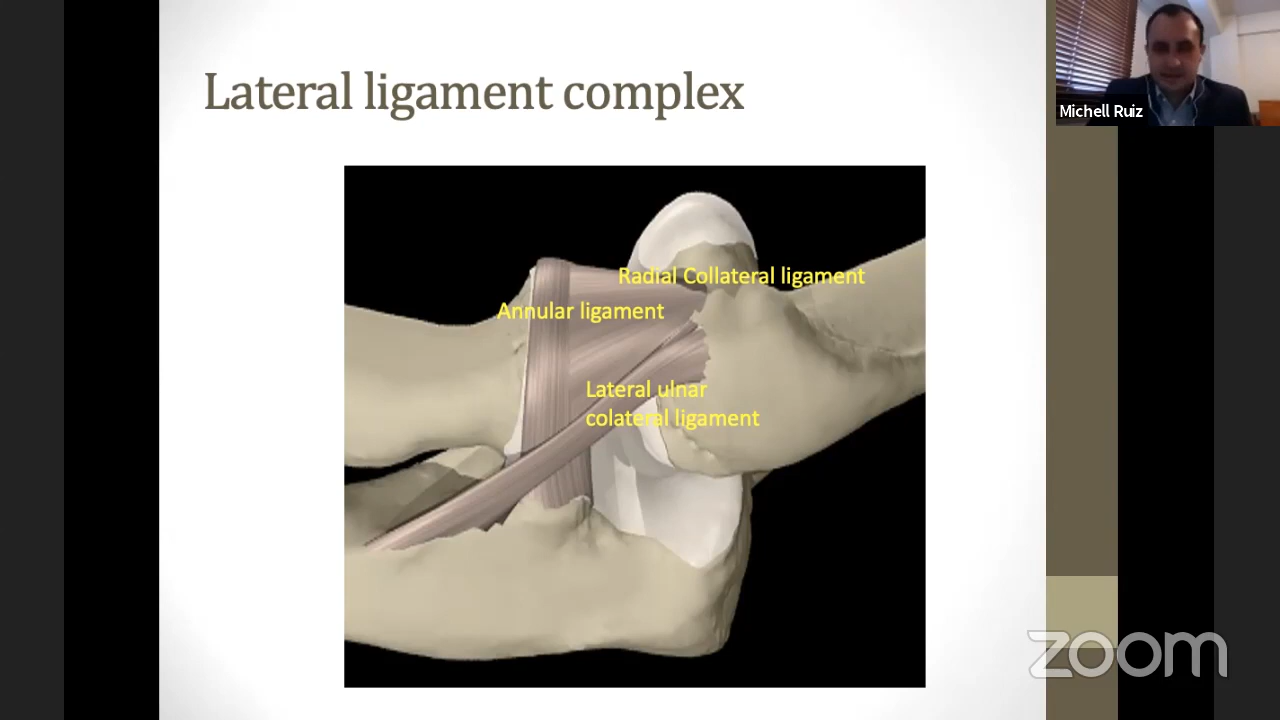 Lateral ligament complex
Michell Ruiz
Radial Collateral ligament
Annular ligament
Lateral ulnar
colateral ligament
zoom